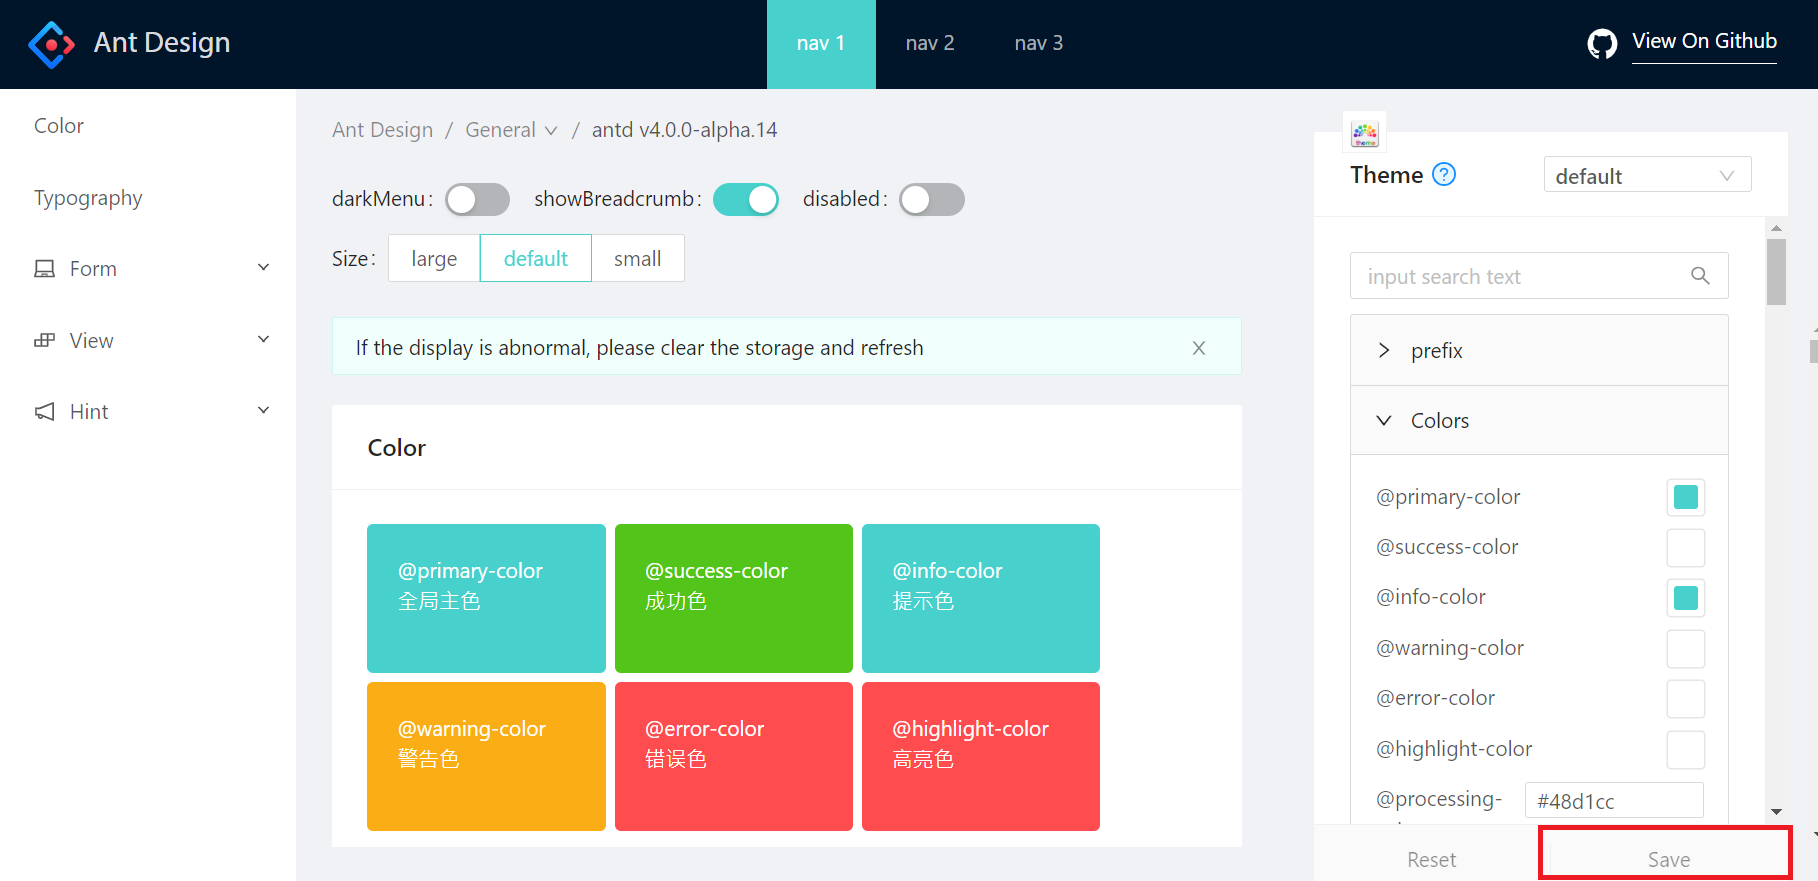 Ant Design
nav 1
nav 2
nav 3
View On Github
Color
Typography
Form
View
Hint
Ant Design / General / antd v4.0.0-alpha.14
darkMenu: showBreadcrumb: disabled:
Size: large default small
If the display is abnormal, please clear the storage and refresh
Color
@primary-color
全局主色
@success-color
成功色
@info-color
提示色
@warning-color
警告色
@error-color
错误色
@highlight-color
高亮色
theme
Theme ? default
input search text
prefix
Colors
@primary-color
@success-color
@info-color
@warning-color
@error-color
@highlight-color
@processing- #48d1cc
Reset Save